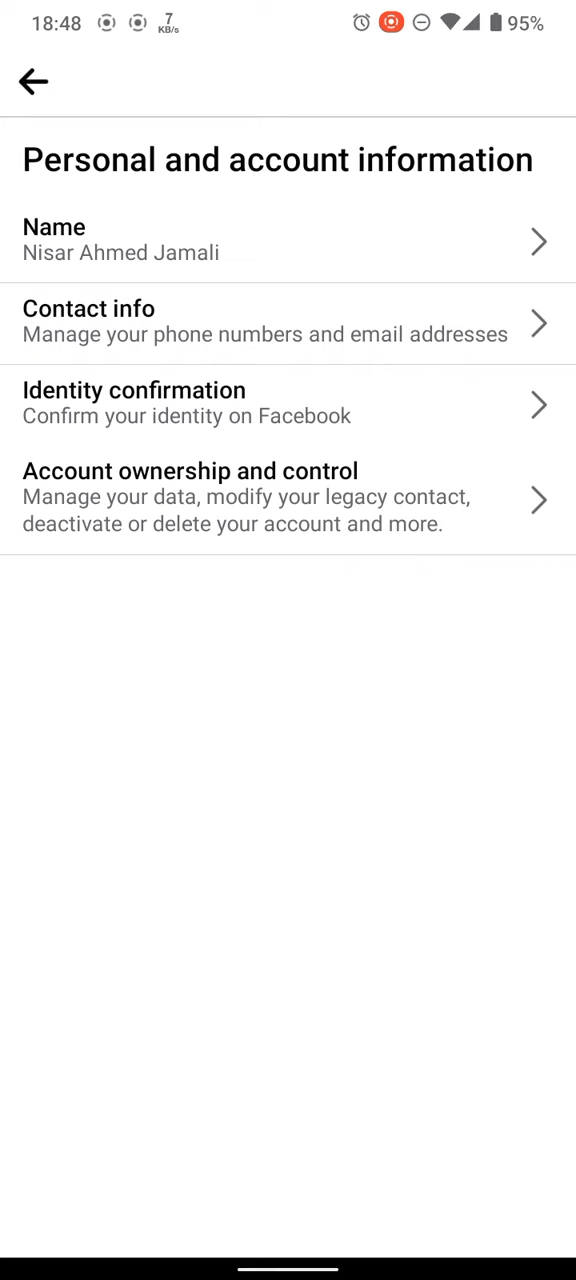 18:48 7 KB/s 95%
Personal and account information
Name
Nisar Ahmed Jamali
Contact info
Manage your phone numbers and email addresses
Identity confirmation
Confirm your identity on Facebook
Account ownership and control
Manage your data, modify your legacy contact,
deactivate or delete your account and more.